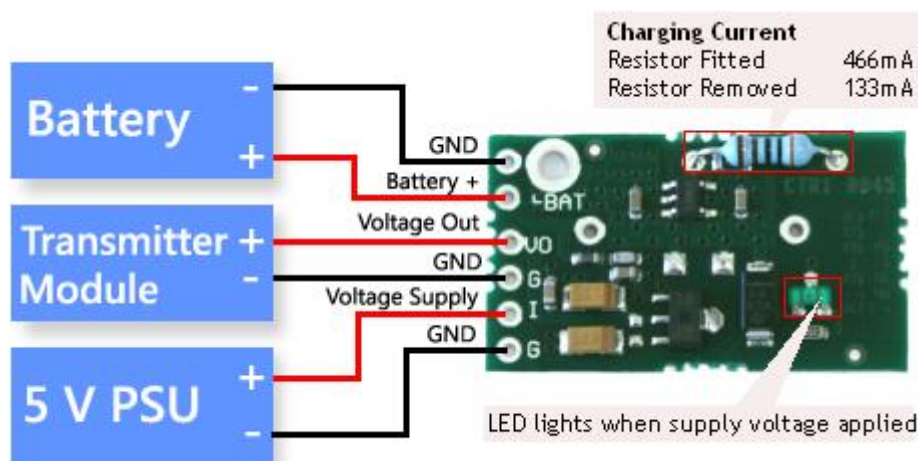 Charging Current
Resistor Fitted 466mA
Resistor Removed 133mA
Battery
-
+
GND
Battery +
BAT
Transmitter
Module
+
-
Voltage Out
VO
GND
G
Voltage Supply
I
5 V PSU
+
-
GND
G
LED lights when supply voltage applied